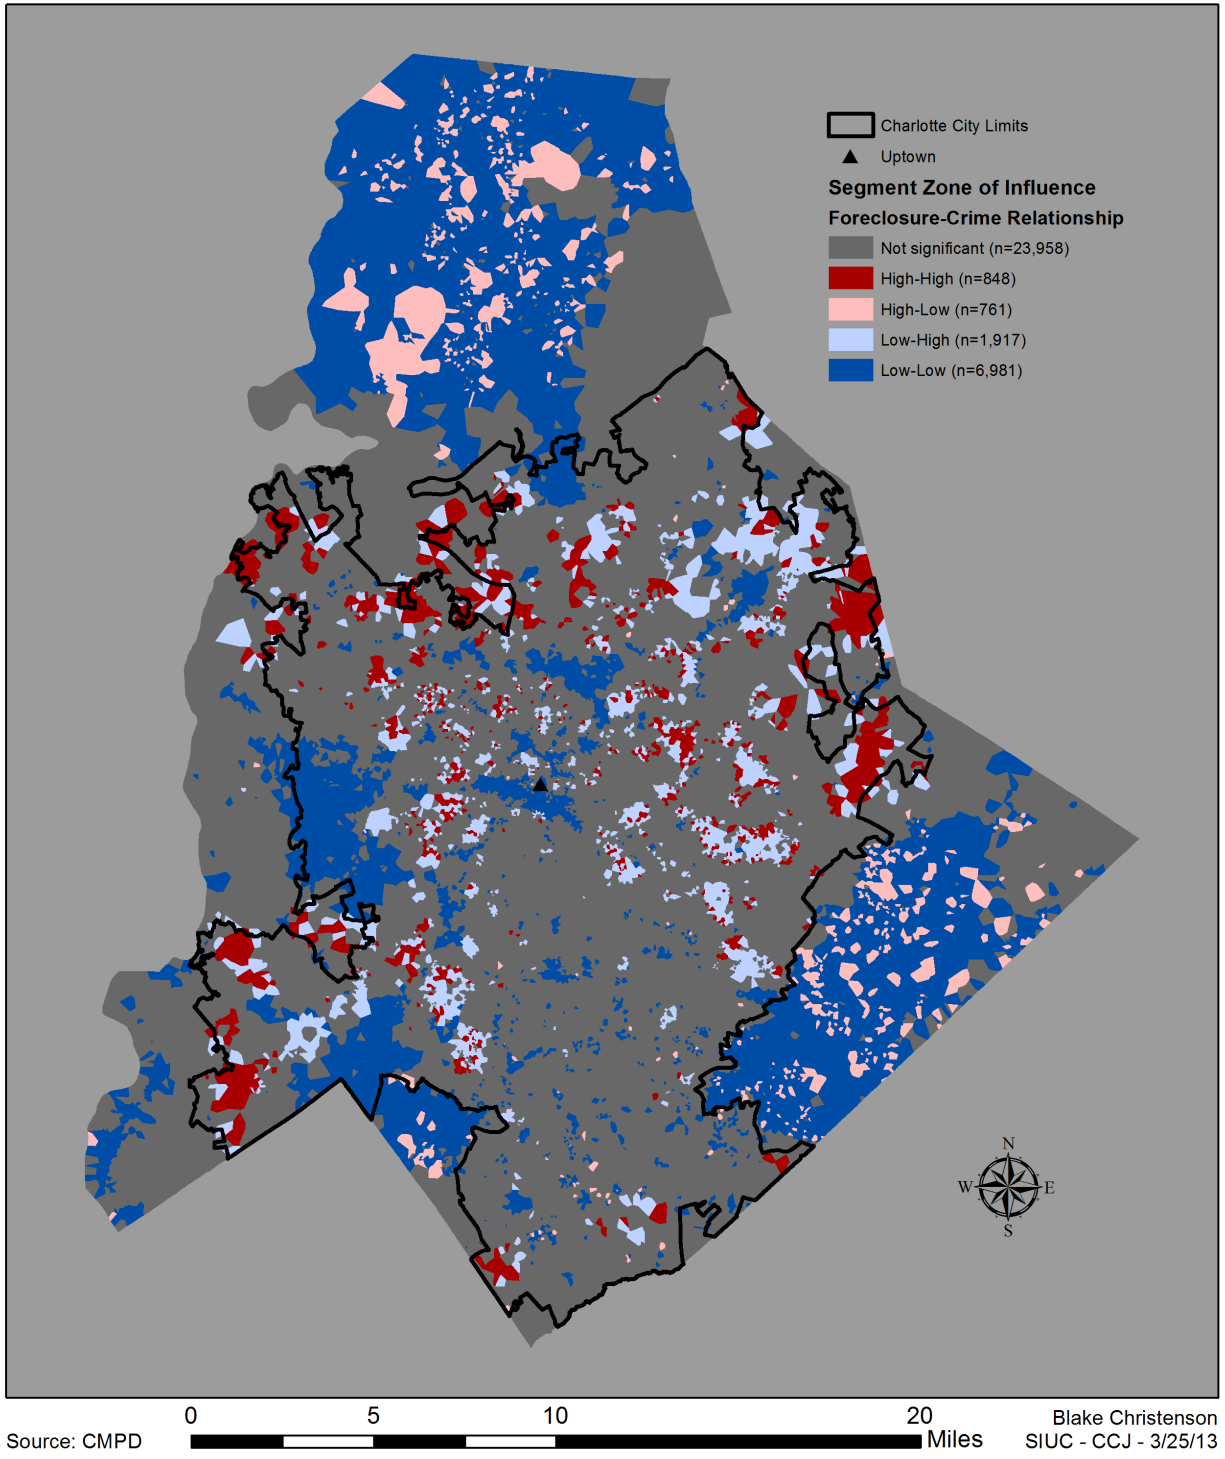 Charlotte City Limits
Uptown
Segment Zone of Influence
Foreclosure-Crime Relationship
Not significant (n=23,958)
High-High (n=848)
High-Low (n=761)
Low-High (n=1,917)
Low-Low (n=6,981)
N
W E
S
0 5 10 20
Miles
Source: CMPD
Blake Christenson
SIUC - CCJ - 3/25/13